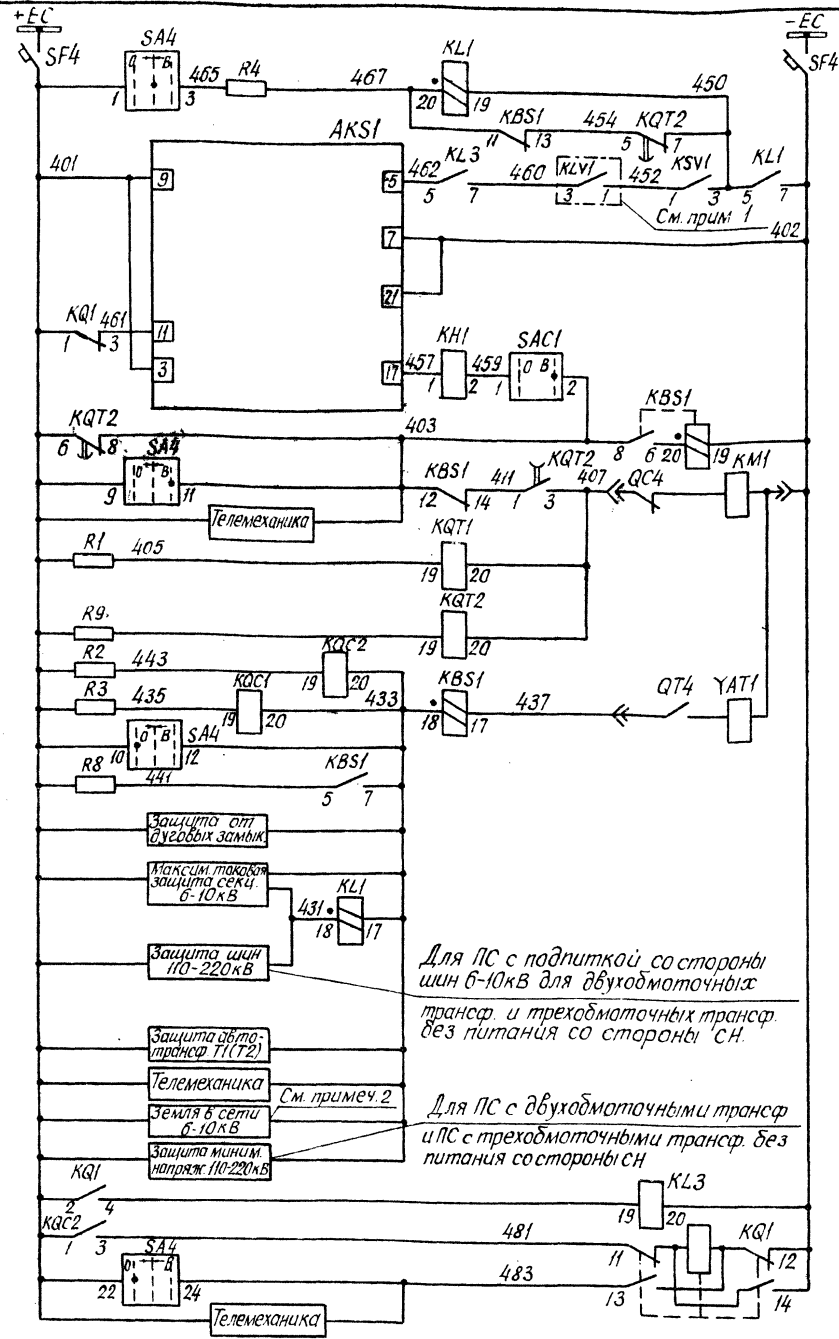 +EC
-EC
SF4
SA4
О В
1
3
465
R4
467
20
KL1
19
450
SF4
11
KBS1
13
454
5
KQT2
7
AKS1
401
9
5
462
KL3
5
7
460
KLV1
3
1
452
KSV1
1
3
KL1
5
7
См. прим. 1
402
7
21
KQ1
461
1
3
11
3
17
457
KH1
1
2
459
SAC1
О В
1
2
KQT2
6
8
403
KBS1
8
6
20
19
SA4
О В
9
11
KBS1
12
14
411
KQT2
1
3
407
QC4
KM1
Телемеханика
R1
405
KQT1
19
20
R9
KQT2
19
20
R2
443
KQC2
19
20
R3
435
KQC1
19
20
433
KBS1
18
17
437
QT4
YAT1
О В
10
12
SA4
R8
441
KBS1
5
7
Защита от
дуговых замык.
Максим. токовая
защита секц.
6-10кВ
431
KL1
18
17
Защита шин
110-220кВ
Для ПС с подпиткой со стороны
шин 6-10кВ для двухобмоточных
трансф. и трехобмоточных трансф.
без питания со стороны СН.
Защита авто-
трансф. Т1(Т2)
Телемеханика
См. примеч. 2
Земля в сети
6-10кВ
Защита миним.
напряж. 110-220кВ
Для ПС с двухобмоточными трансф
и ПС с трехобмоточными трансф. без
питания со стороны СН
KQ1
2
4
KL3
19
20
KQC2
1
3
481
11
KQ1
12
SA4
О В
22
24
483
13
14
Телемеханика